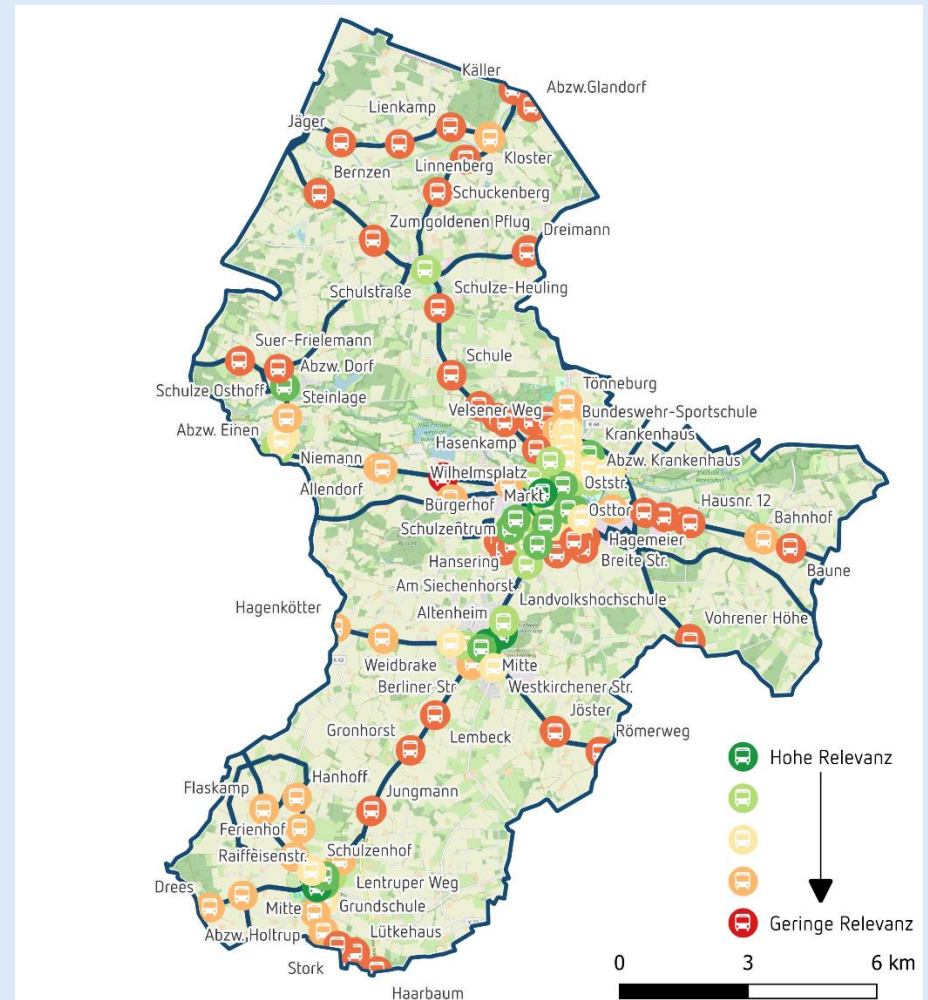 Käller
Abzw.Glandorf
Lienkamp
Jäger
Kloster
Linnenberg
Bernzen
Schuckenberg
Zum goldenen Pflug
Dreimann
Schulze-Heuling
Schulstraße
Suer-Frielemann
Schule
Abzw. Dorf
Tönneburg
Schulze Osthoff
Steinlage
Velsener Weg
Bundeswehr-Sportschule
Abzw. Einen
Krankenhaus
Hasenkamp
Niemann
Abzw. Krankenhaus
Wilhelmsplatz
Oststr.
Allendorf
Markt
Hausnr. 12
Bürgerhof
Osttor
Bahnhof
Schulzentrum
Hagemeier
Hansering
Breite Str.
Baune
Am Siechenhorst
Landvolkshochschule
Hagenkötter
Altenheim
Vohrener Höhe
Weidbrake
Mitte
Berliner Str
Westkirchener Str.
Jöster
Gronhorst
Lembeck
Römerweg
Hanhoff
Flaskamp
Jungmann
Hohe Relevanz
Ferienhof
Raiffeisenstr.
Schulzenhof
Drees
Lentruper Weg
Mitte
Grundschule
Geringe Relevanz
Abzw. Holtrup
Lütkehaus
Stork
Haarbaum
0 3 6 km